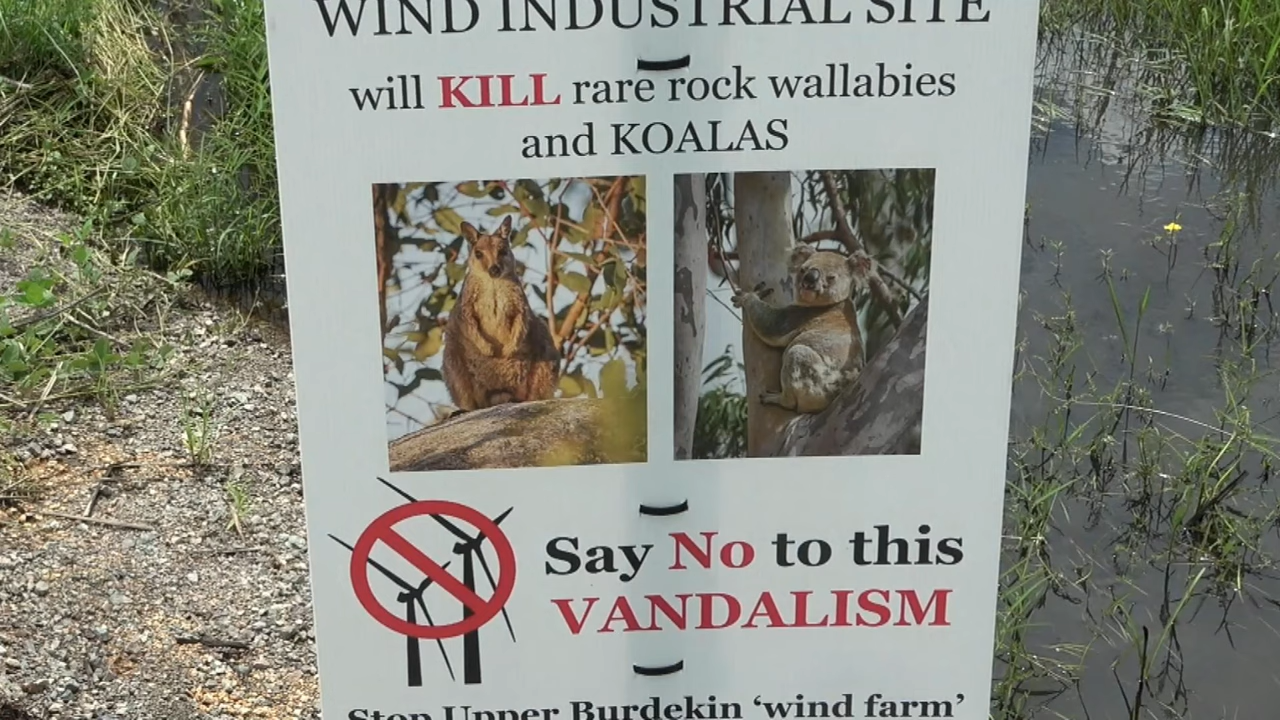 WIND INDUSTRIAL SITE
will KILL rare rock wallabies
and KOALAS
Say No to this
VANDALISM
Stop Upper Burdekin ‘wind farm’